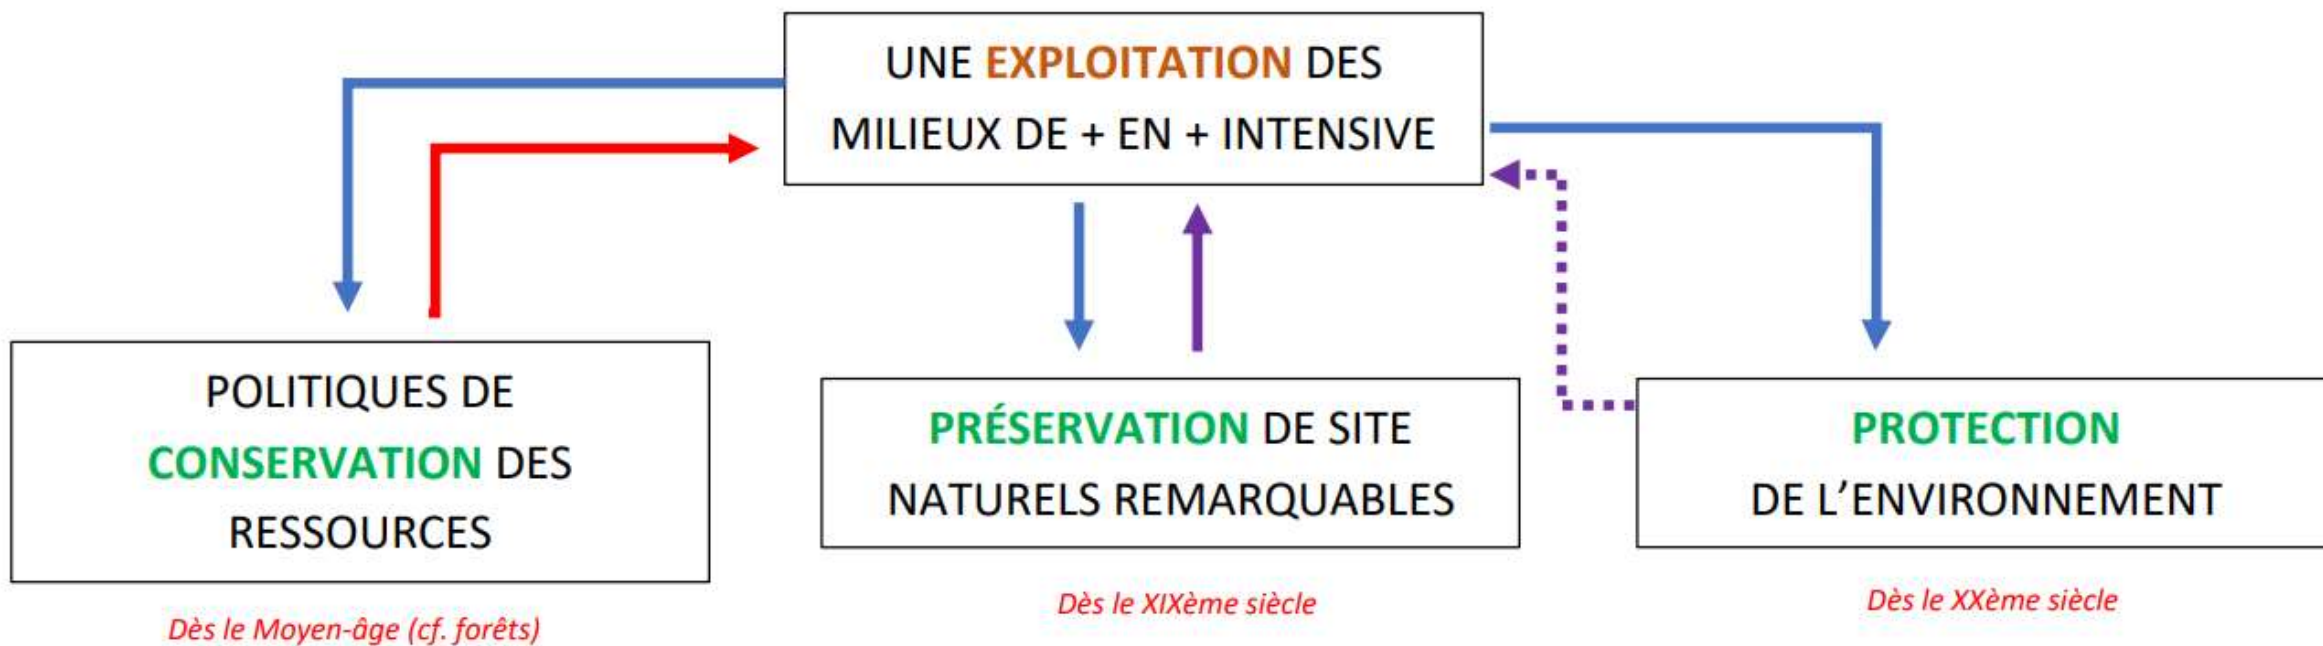 UNE EXPLOITATION DES
MILIEUX DE + EN + INTENSIVE
POLITIQUES DE
CONSERVATION DES
RESSOURCES
Dès le Moyen-âge (cf. forêts)
PRÉSERVATION DE SITE
NATURELS REMARQUABLES
Dès le XIXème siècle
PROTECTION
DE L’ENVIRONNEMENT
Dès le XXème siècle